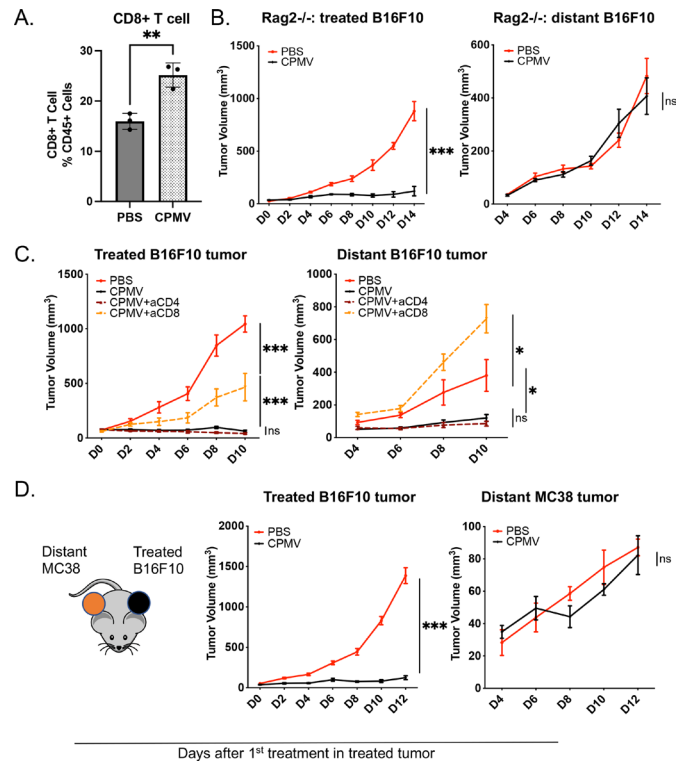 A.
CD8+ T cell
**
CD8+ T Cell
% CD45+ Cells
30
20
10
0
PBS
CPMV
B.
Rag2-/-: treated B16F10
PBS
CPMV
Tumor Volume (mm3)
1500
1000
500
0
D0 D2 D4 D6 D8 D10 D12 D14
***
Rag2-/-: distant B16F10
PBS
CPMV
Tumor Volume (mm3)
600
400
200
0
D4 D6 D8 D10 D12 D14
ns
C.
Treated B16F10 tumor
PBS
CPMV
CPMV+aCD4
CPMV+aCD8
Tumor Volume (mm3)
1500
1000
500
0
D0 D2 D4 D6 D8 D10
***
***
ns
Distant B16F10 tumor
PBS
CPMV
CPMV+aCD4
CPMV+aCD8
Tumor Volume (mm3)
1000
800
600
400
200
0
D4 D6 D8 D10
*
*
ns
D.
Distant
MC38
Treated
B16F10
Treated B16F10 tumor
PBS
CPMV
Tumor Volume (mm3)
2000
1500
1000
500
0
D0 D2 D4 D6 D8 D10 D12
***
Distant MC38 tumor
PBS
CPMV
Tumor Volume (mm3)
100
80
60
40
20
0
D4 D6 D8 D10 D12
ns
Days after 1st treatment in treated tumor